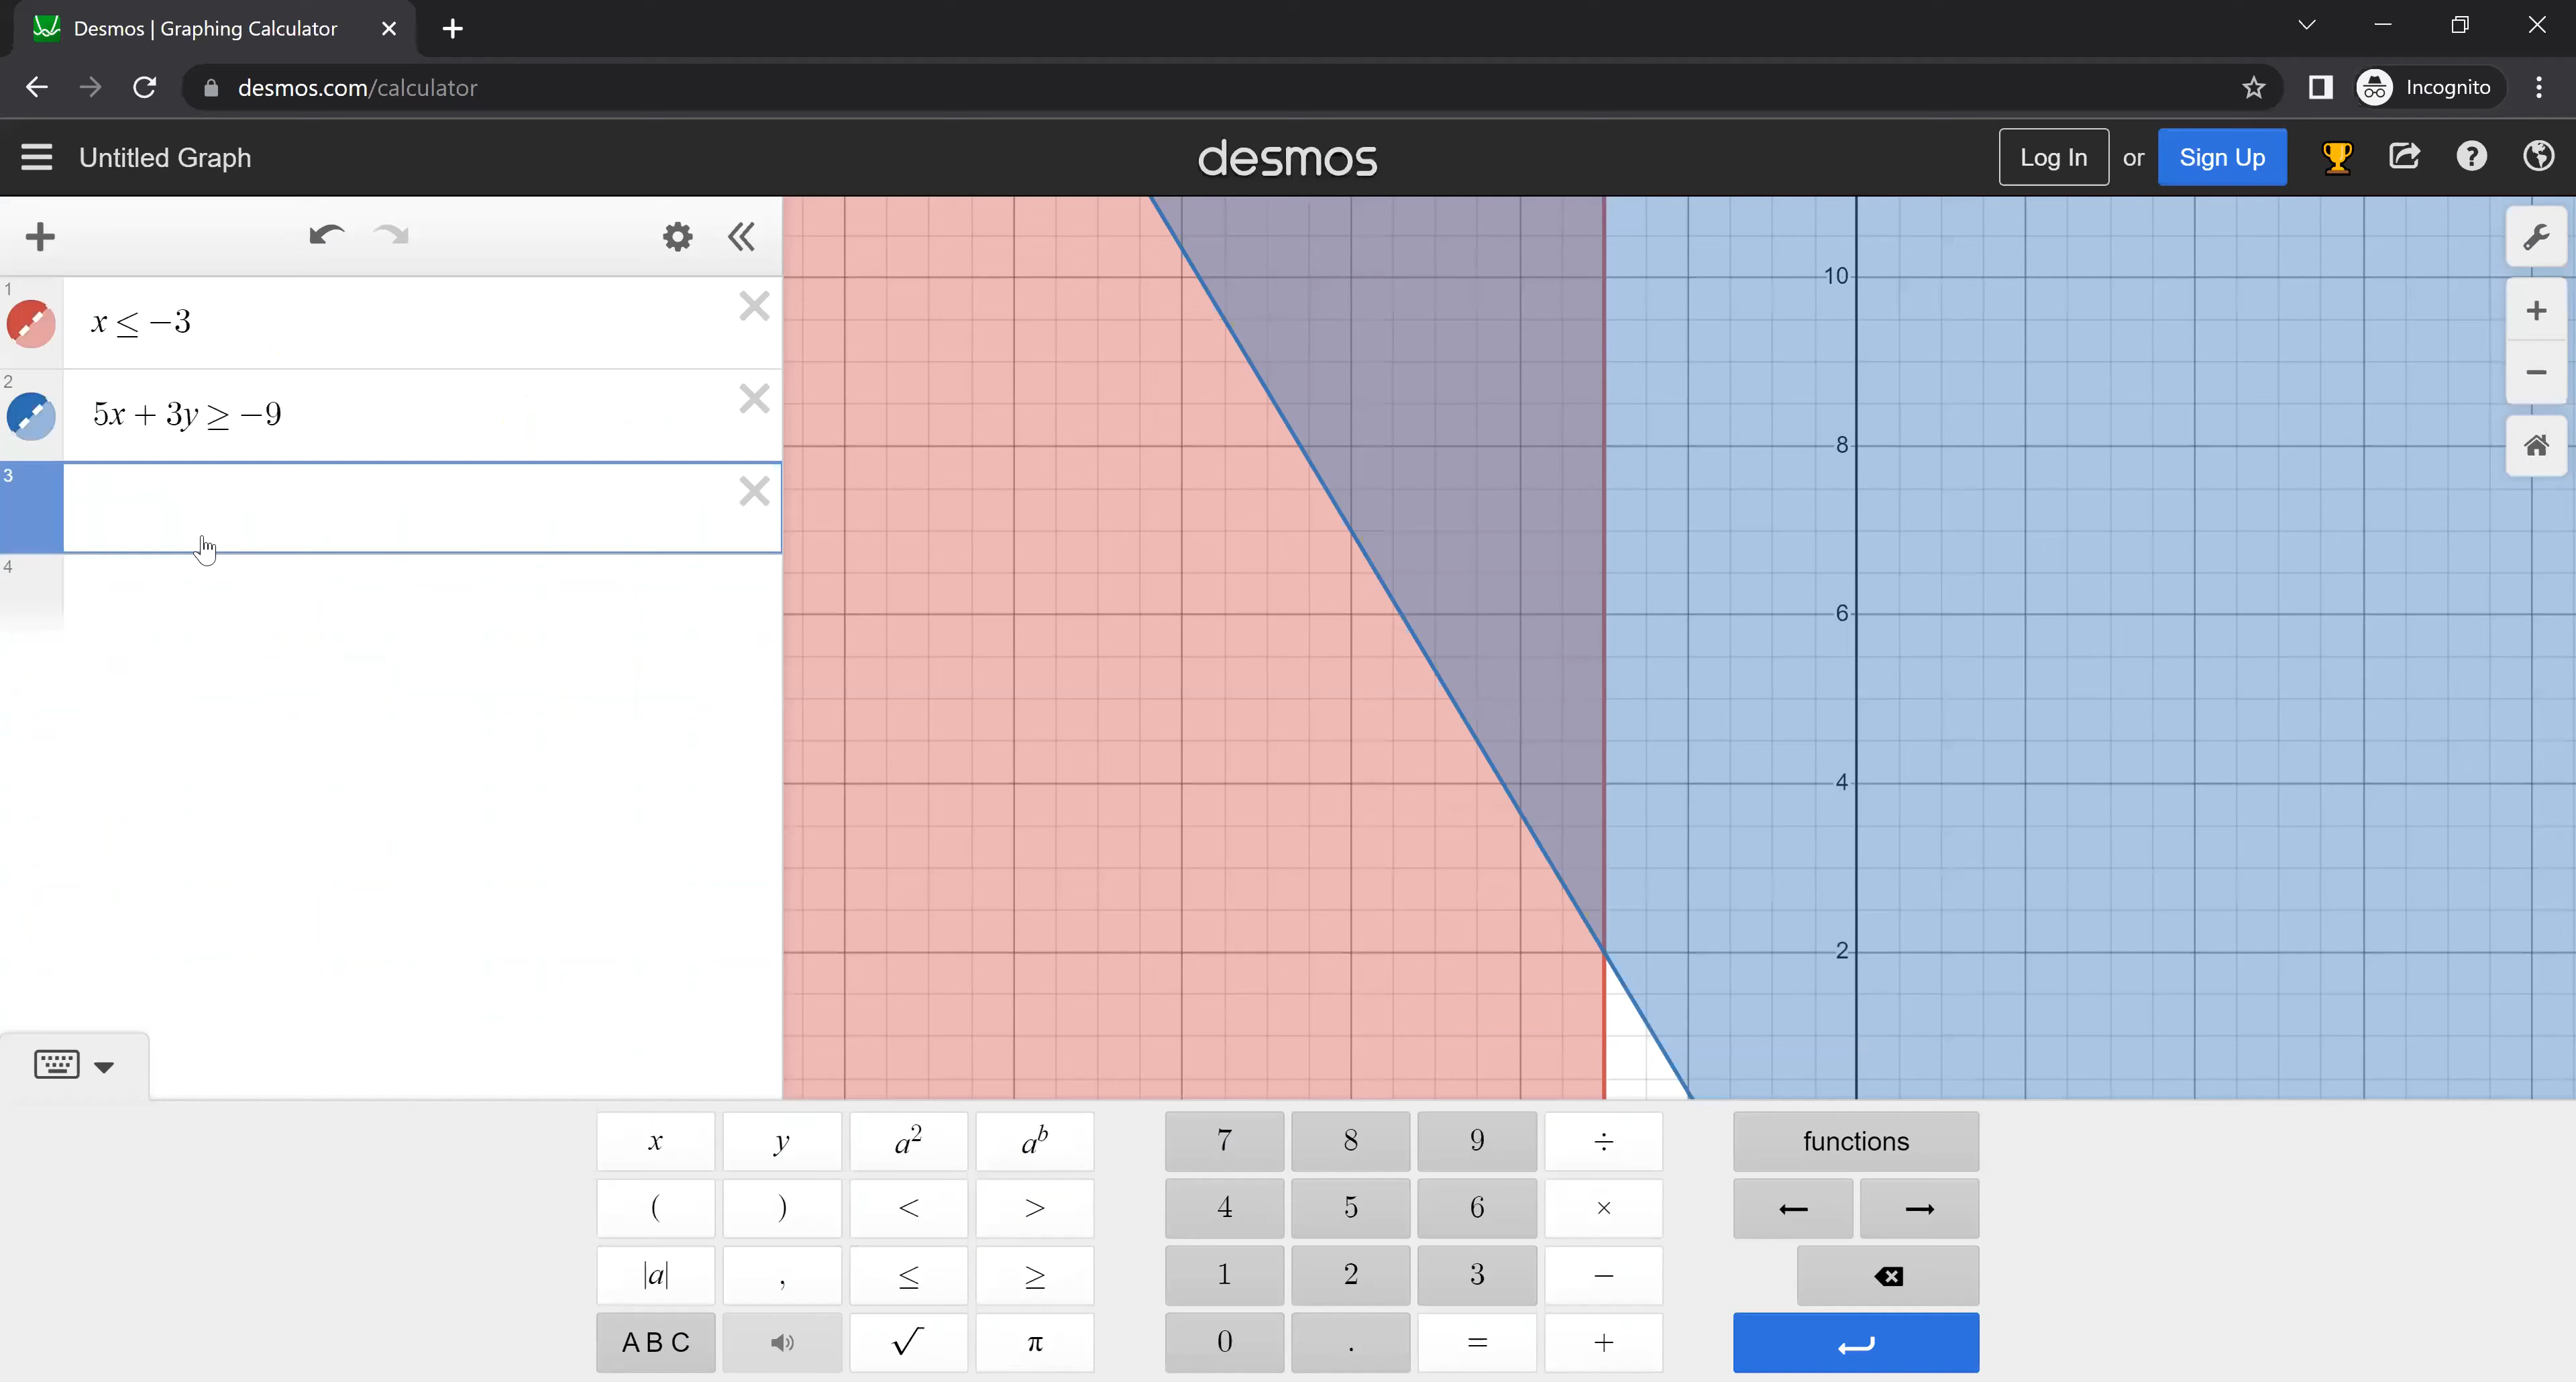 Desmos | Graphing Calculator
desmos.com/calculator
Incognito
Untitled Graph
desmos
Log In or Sign Up
1
x ≤ −3
2
5x + 3y ≥ −9
3
4
10
8
6
4
2
x y a² aᵇ 7 8 9 ÷ functions
( ) < > 4 5 6 × ← →
|a| , ≤ ≥ 1 2 3 −
A B C √ π 0 . = +